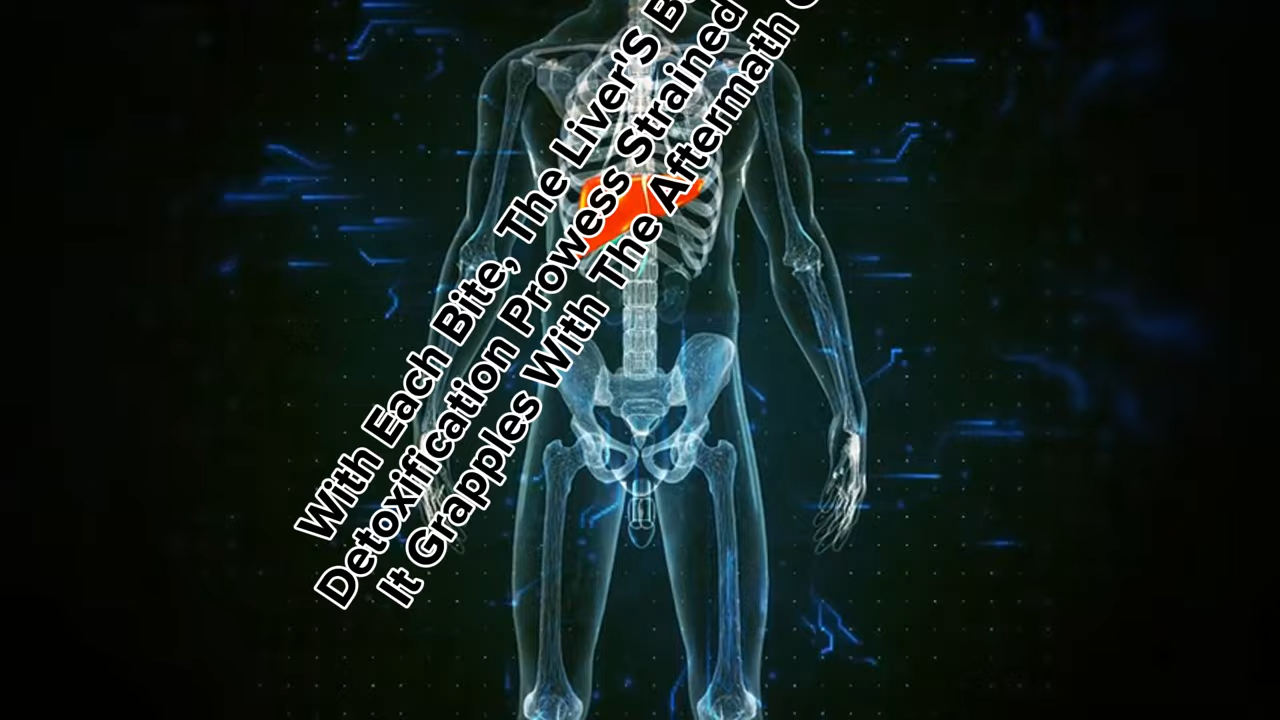 With Each Bite, The Liver'S
Detoxification Prowess Strained
It Grapples With The Aftermath